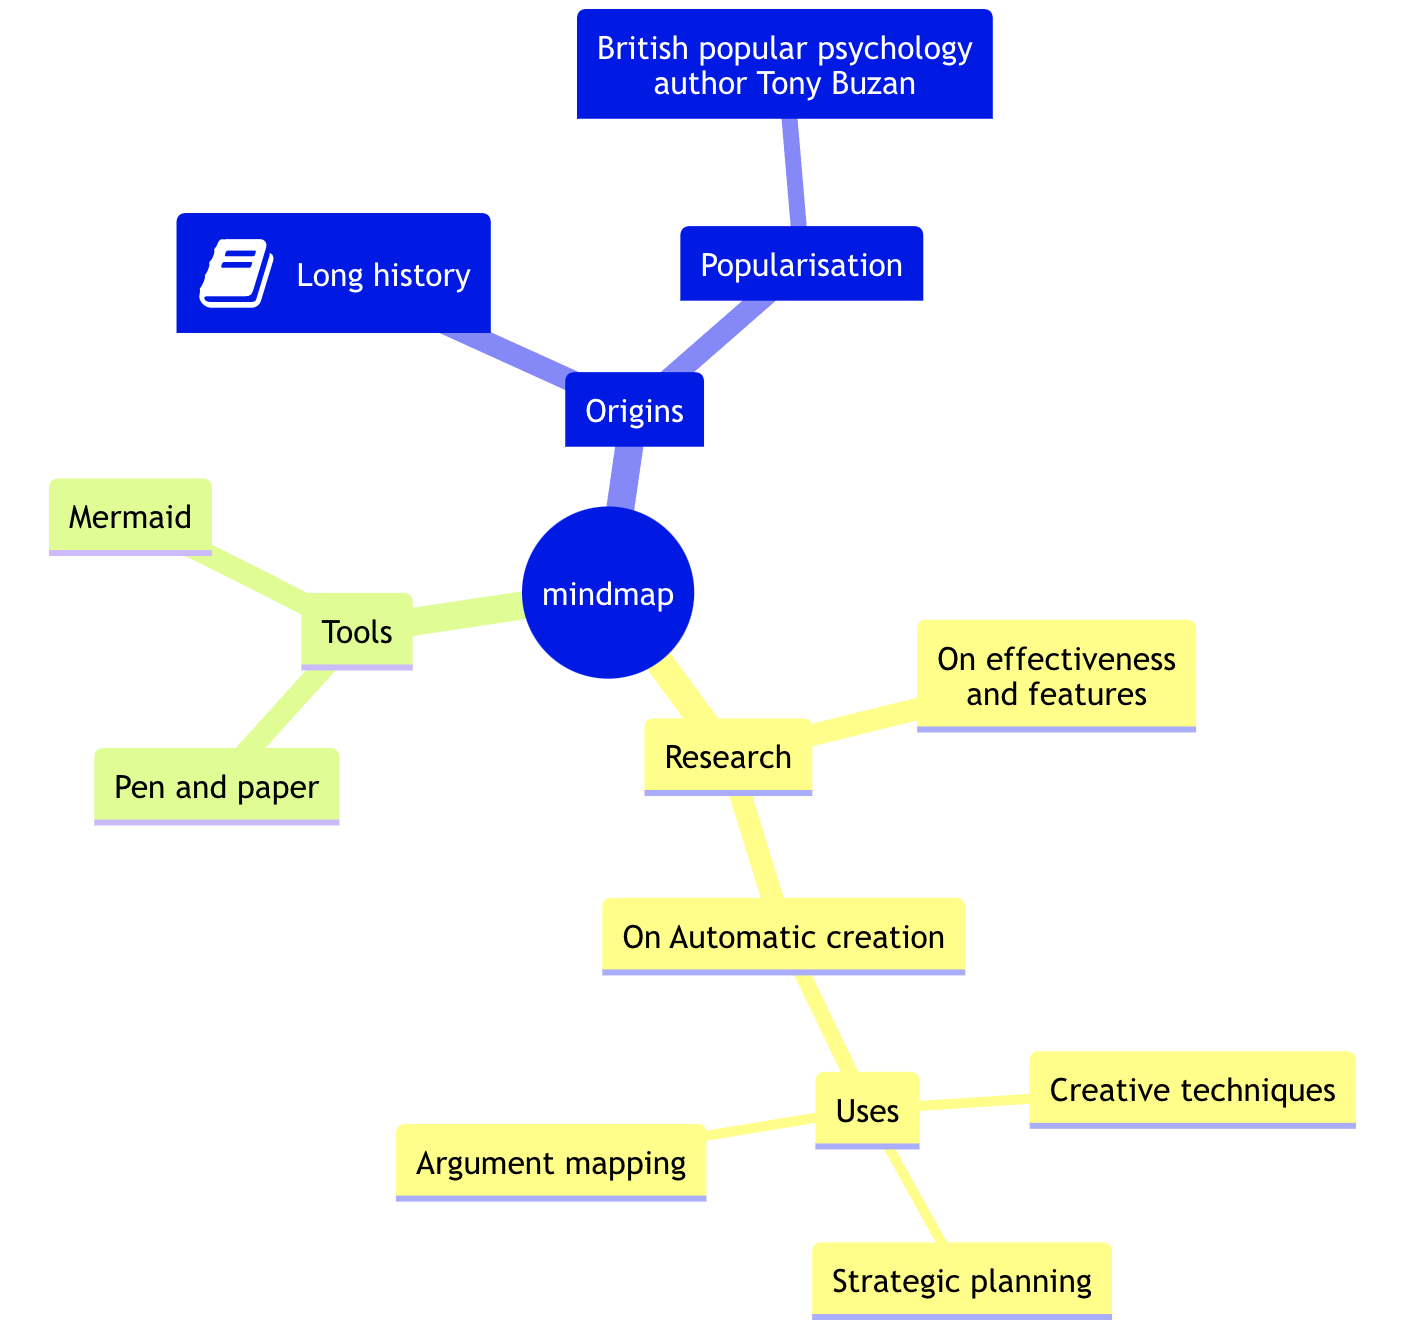 British popular psychology
author Tony Buzan
Long history
Popularisation
Origins
Mermaid
mindmap
Tools
On effectiveness
and features
Research
Pen and paper
On Automatic creation
Uses
Creative techniques
Argument mapping
Strategic planning